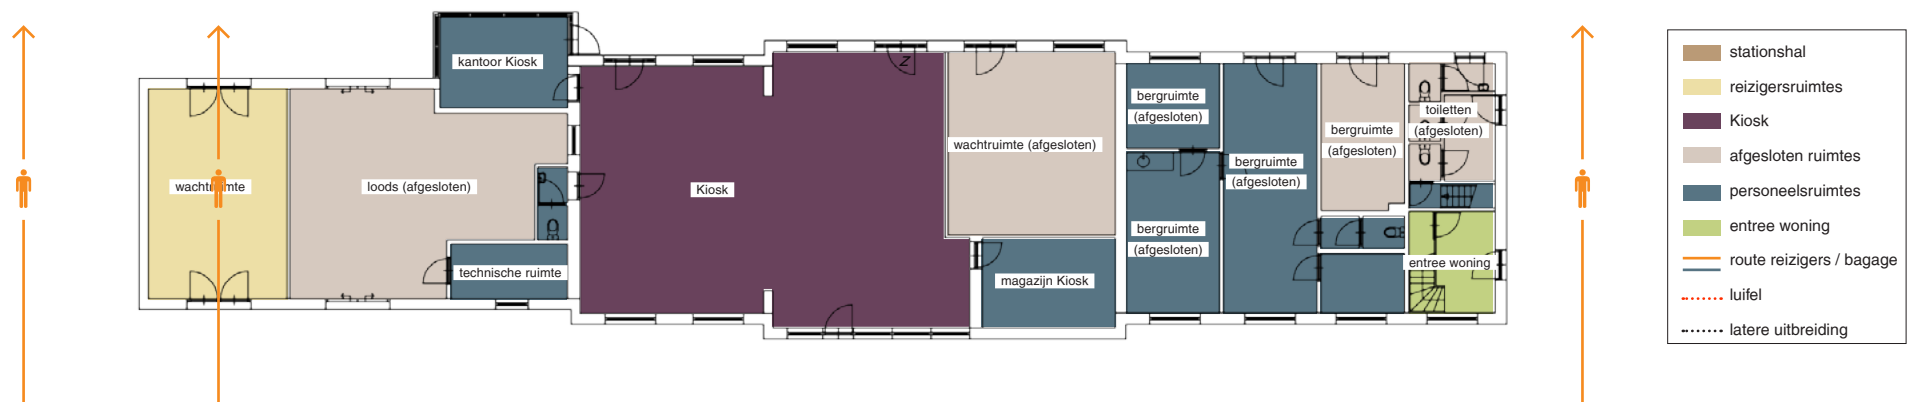 kantoor Kiosk
wachtruimte
loods (afgesloten)
technische ruimte
Kiosk
Z
wachtruimte (afgesloten)
magazijn Kiosk
bergruimte
(afgesloten)
bergruimte
(afgesloten)
bergruimte
(afgesloten)
bergruimte
(afgesloten)
toiletten
(afgesloten)
entree woning
stationshal
reizigersruimtes
Kiosk
afgesloten ruimtes
personeelsruimtes
entree woning
route reizigers / bagage
luifel
latere uitbreiding